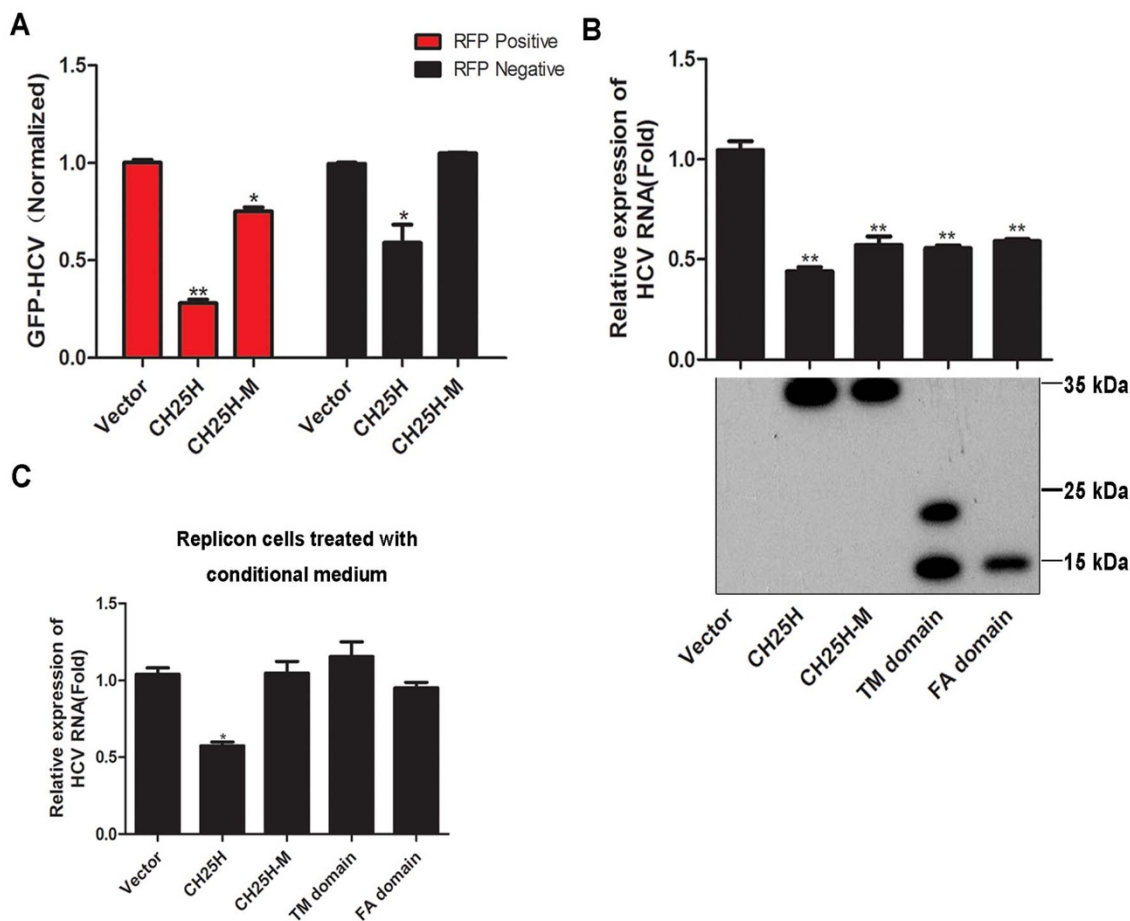 A
RFP Positive
RFP Negative
GFP-HCV (Normalized)
1.5
1.0
0.5
0.0
Vector
CH25H
CH25H-M
Vector
CH25H
CH25H-M
**
*
*
B
Relative expression of
HCV RNA(Fold)
1.5
1.0
0.5
0.0
**
**
**
**
35 kDa
25 kDa
15 kDa
Vector
CH25H
CH25H-M
TM domain
FA domain
C
Replicon cells treated with
conditional medium
Relative expression of
HCV RNA(Fold)
1.5
1.0
0.5
0.0
*
Vector
CH25H
CH25H-M
TM domain
FA domain